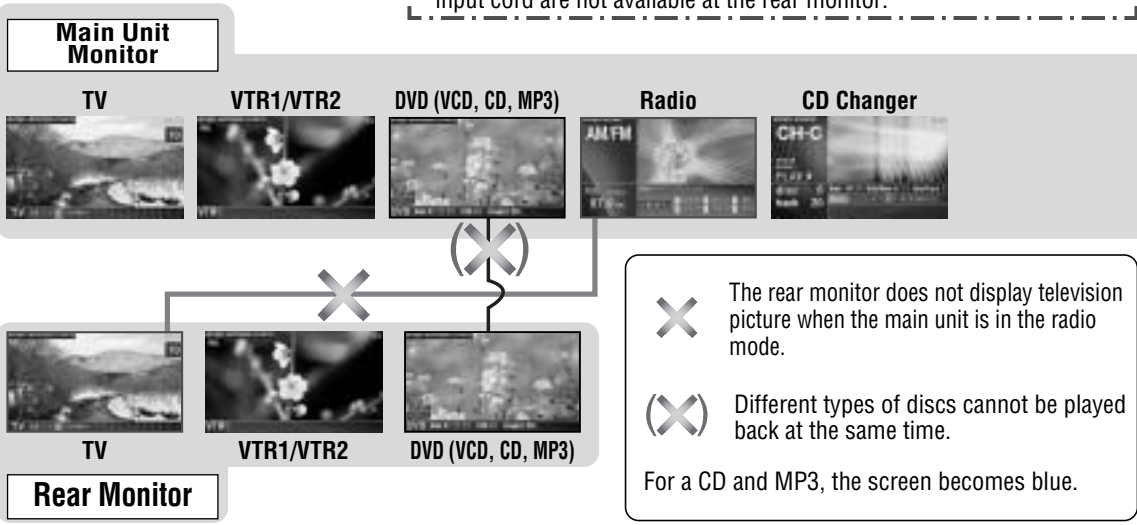 input cord are not available at the rear monitor.
Main Unit
Monitor
TV
VTR1/VTR2
DVD (VCD, CD, MP3)
Radio
CD Changer
AM/FM
CH-C
The rear monitor does not display television
picture when the main unit is in the radio
mode.
Different types of discs cannot be played
back at the same time.
For a CD and MP3, the screen becomes blue.
TV
VTR1/VTR2
DVD (VCD, CD, MP3)
Rear Monitor